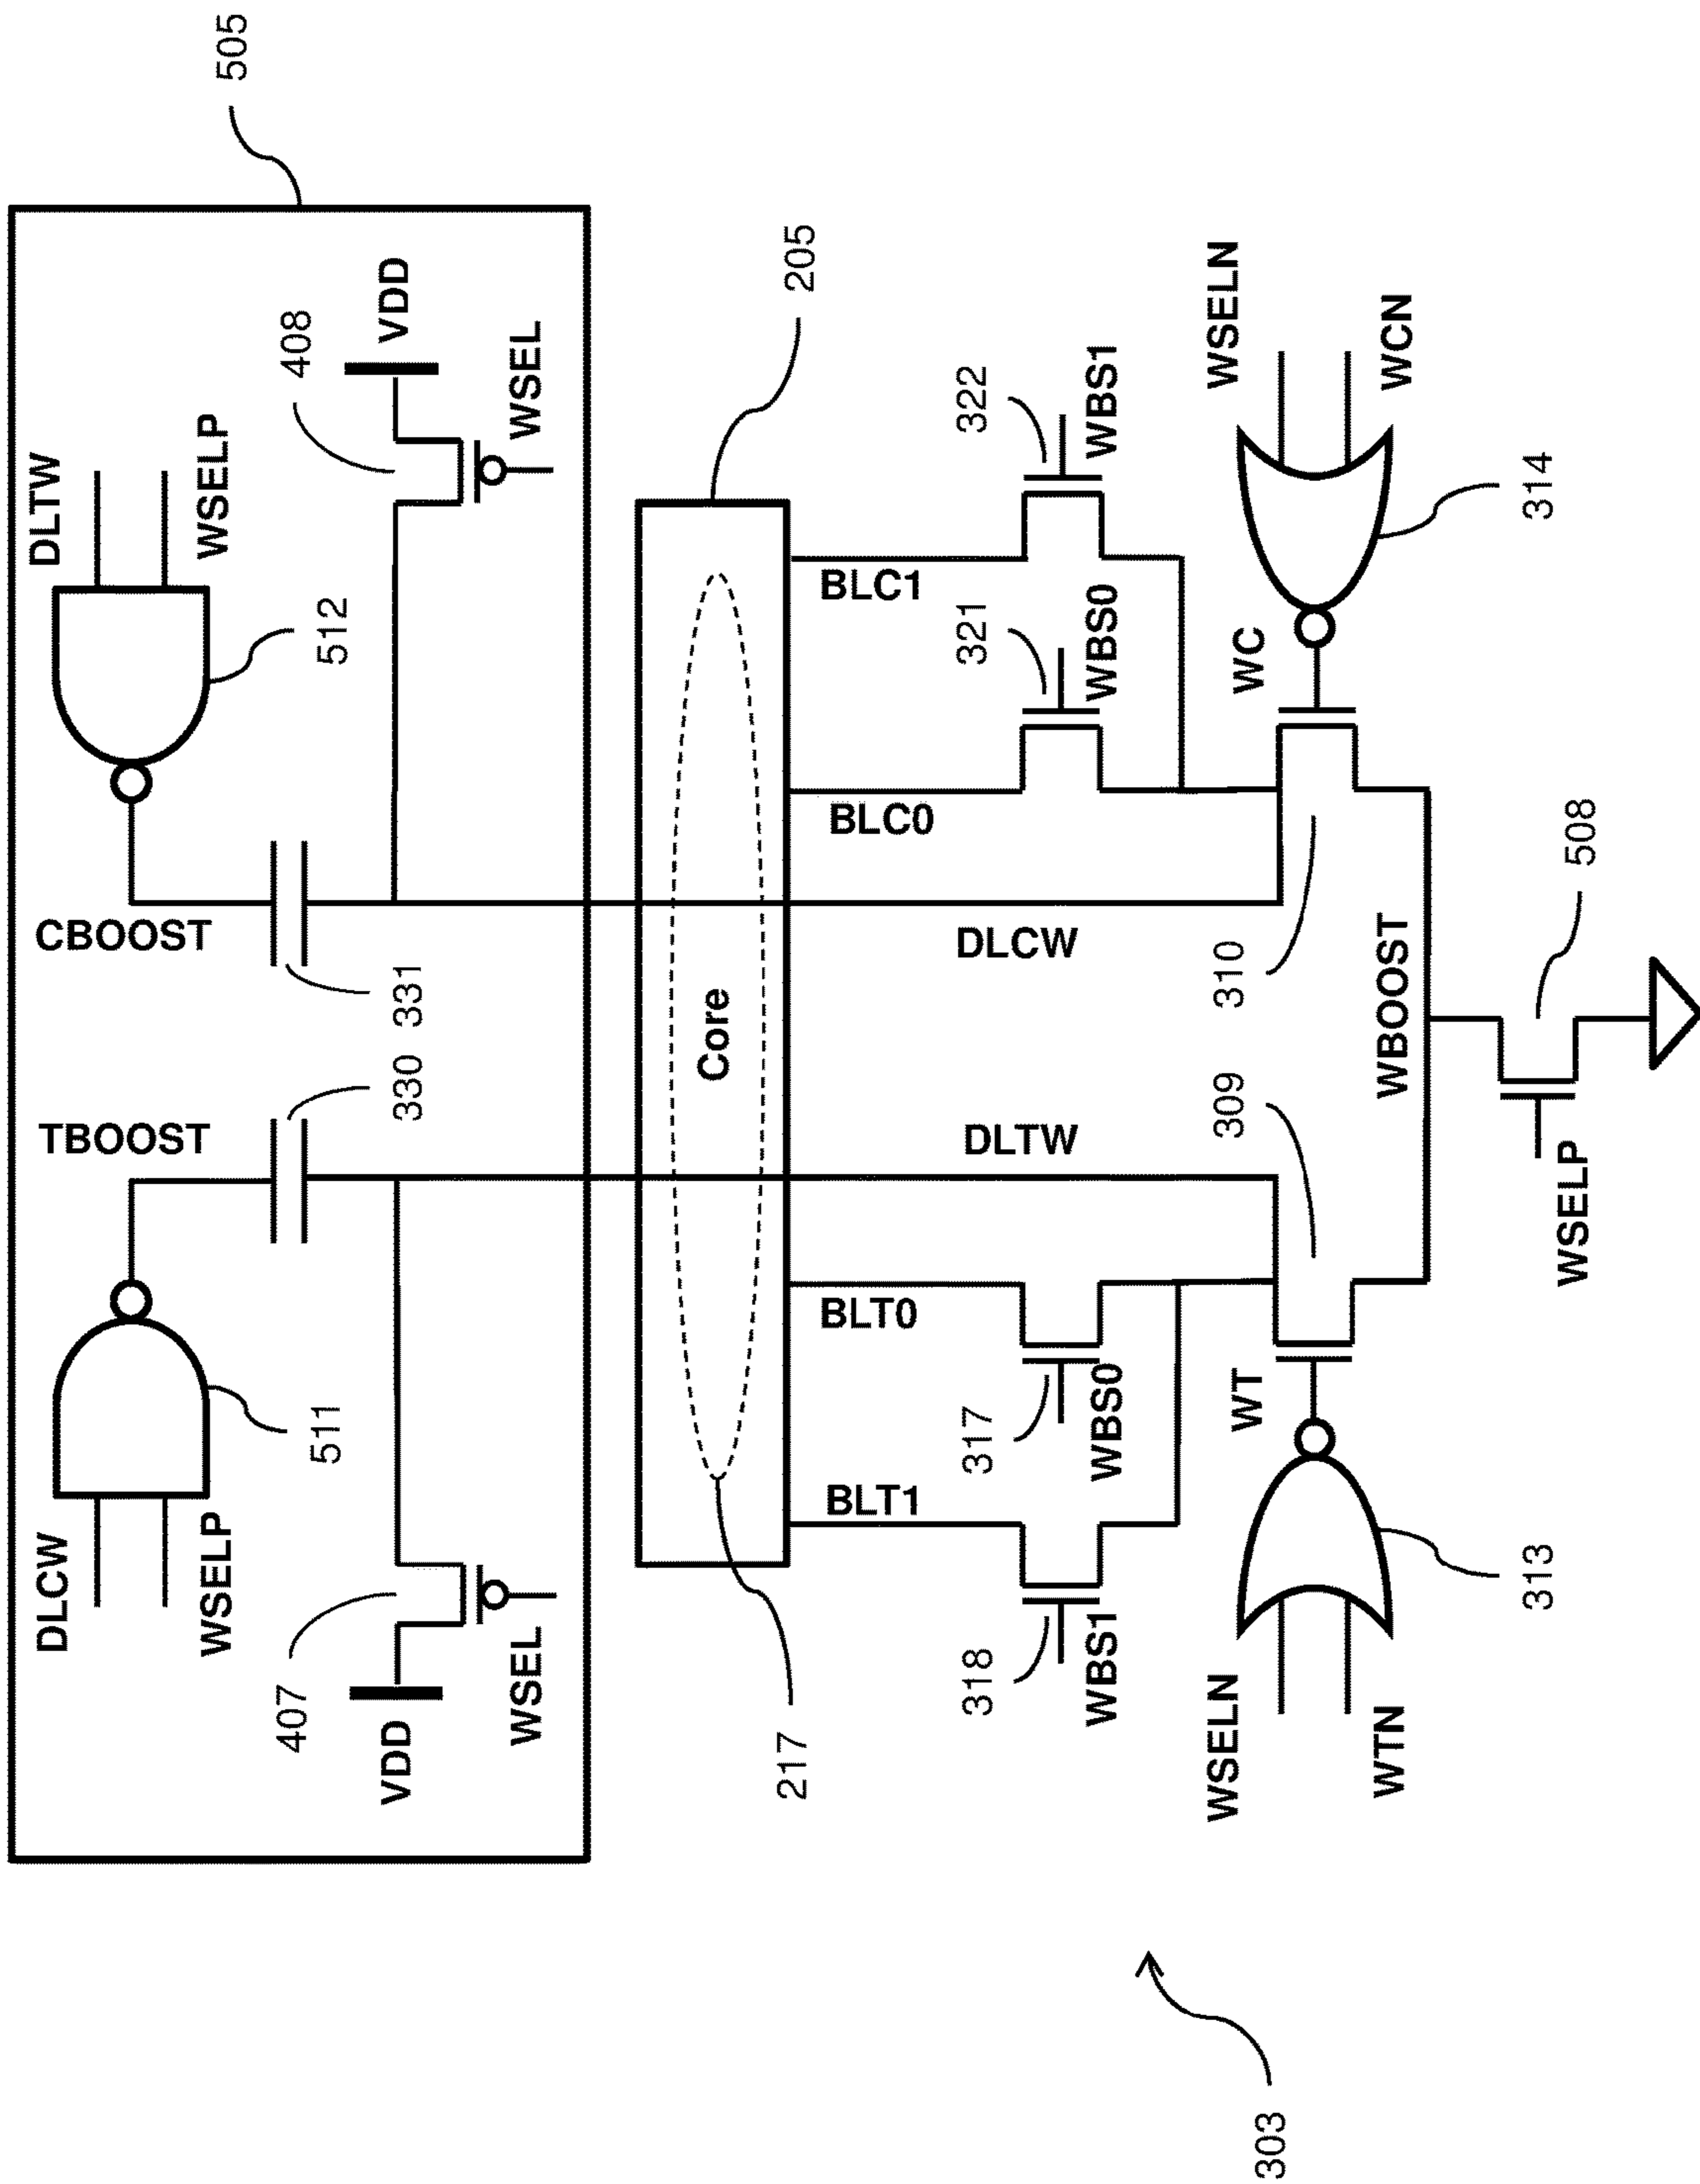 505
DLCW
WSELP
511
TBOOST
330
CBOOST
331
DLTW
WSELP
512
VDD
407
WSEL
408
VDD
WSEL
217
Core
205
BLT1
BLT0
BLC0
BLC1
318
WBS1
317
WBS0
DLTW
DLCW
321
WBS0
322
WBS1
WSELN
WTN
313
WT
309
310
WC
WSELN
WCN
314
WBOOST
WSELP
508
303